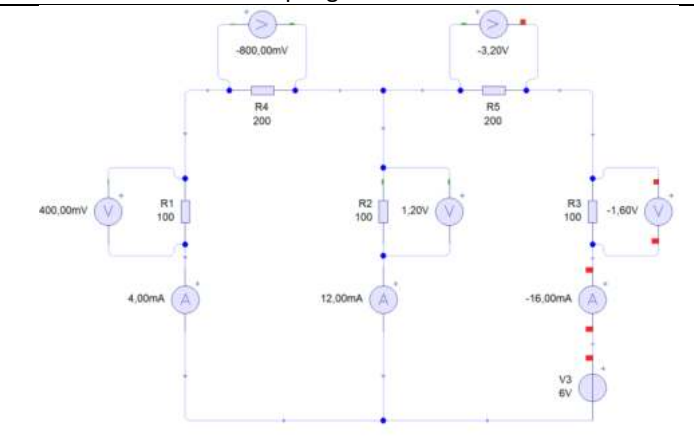 -800,00mV
-3,20V
R4
200
R5
200
400,00mV
V
R1
100
R2
100
V
1,20V
R3
100
-1,60V
V
4,00mA
A
12,00mA
A
-16,00mA
A
V3
6V